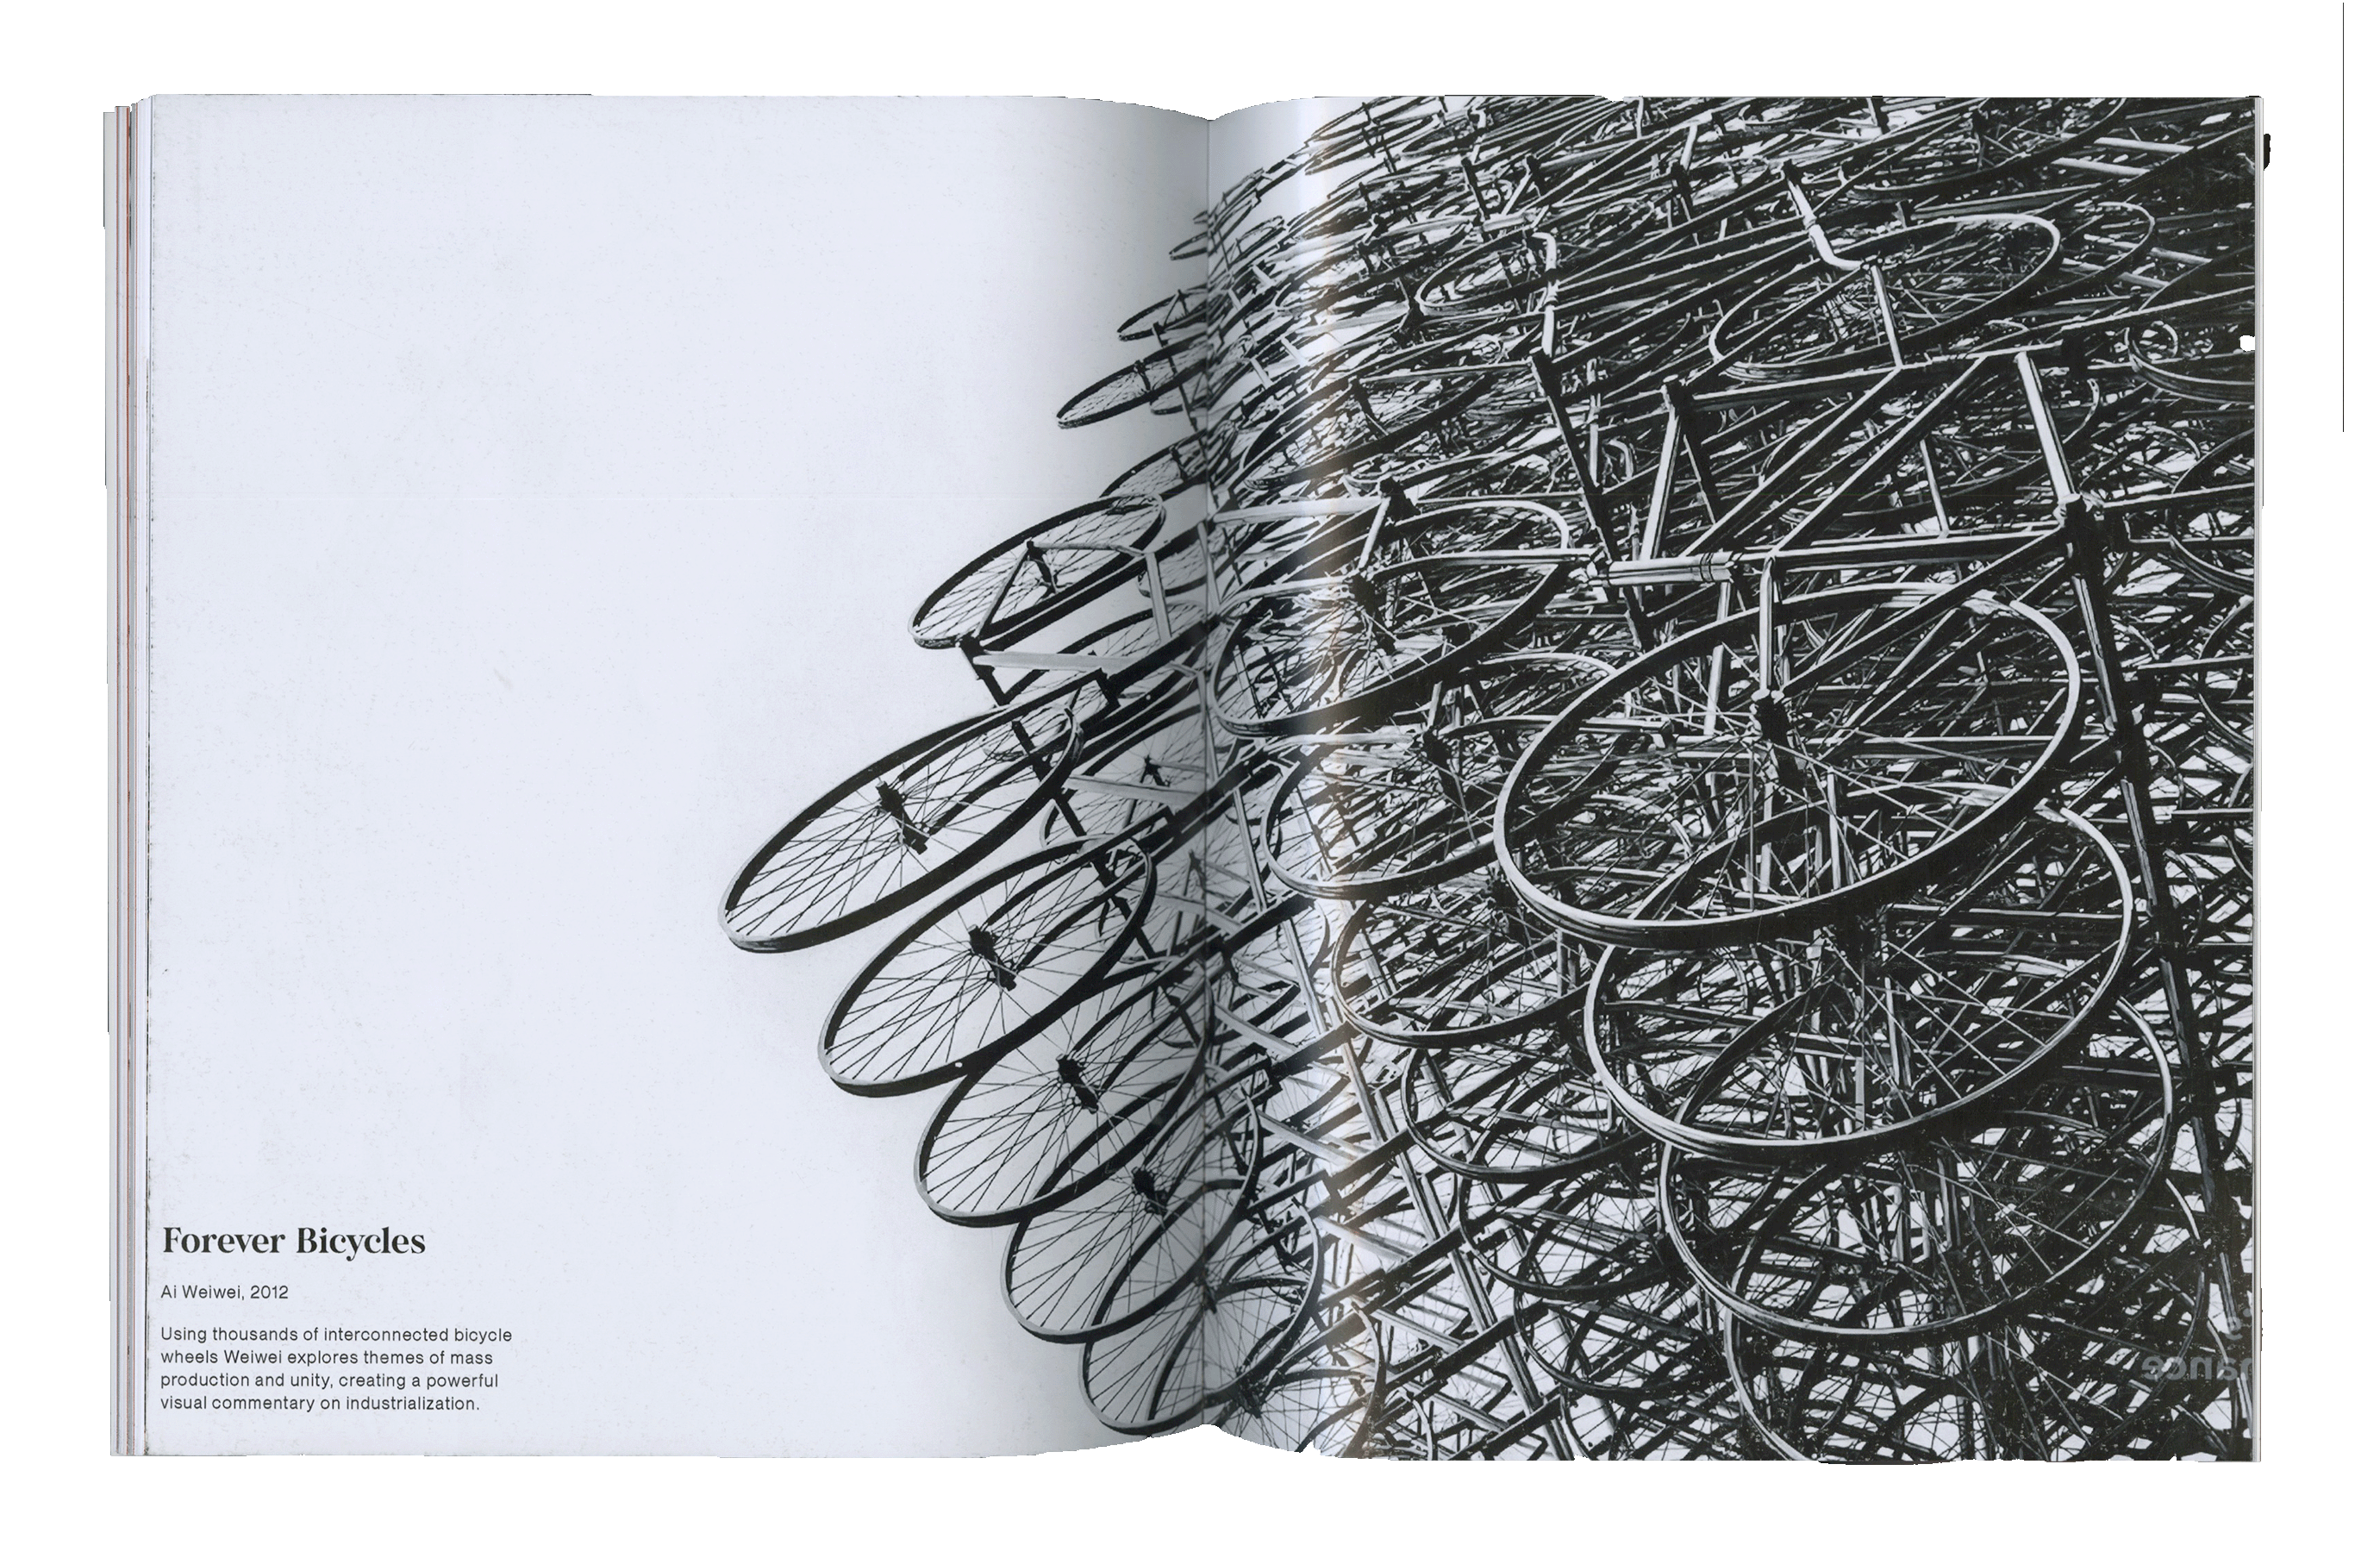 Forever Bicycles
Ai Weiwei, 2012
Using thousands of interconnected bicycle
wheels Weiwei explores themes of mass
production and unity, creating a powerful
visual commentary on industrialization.